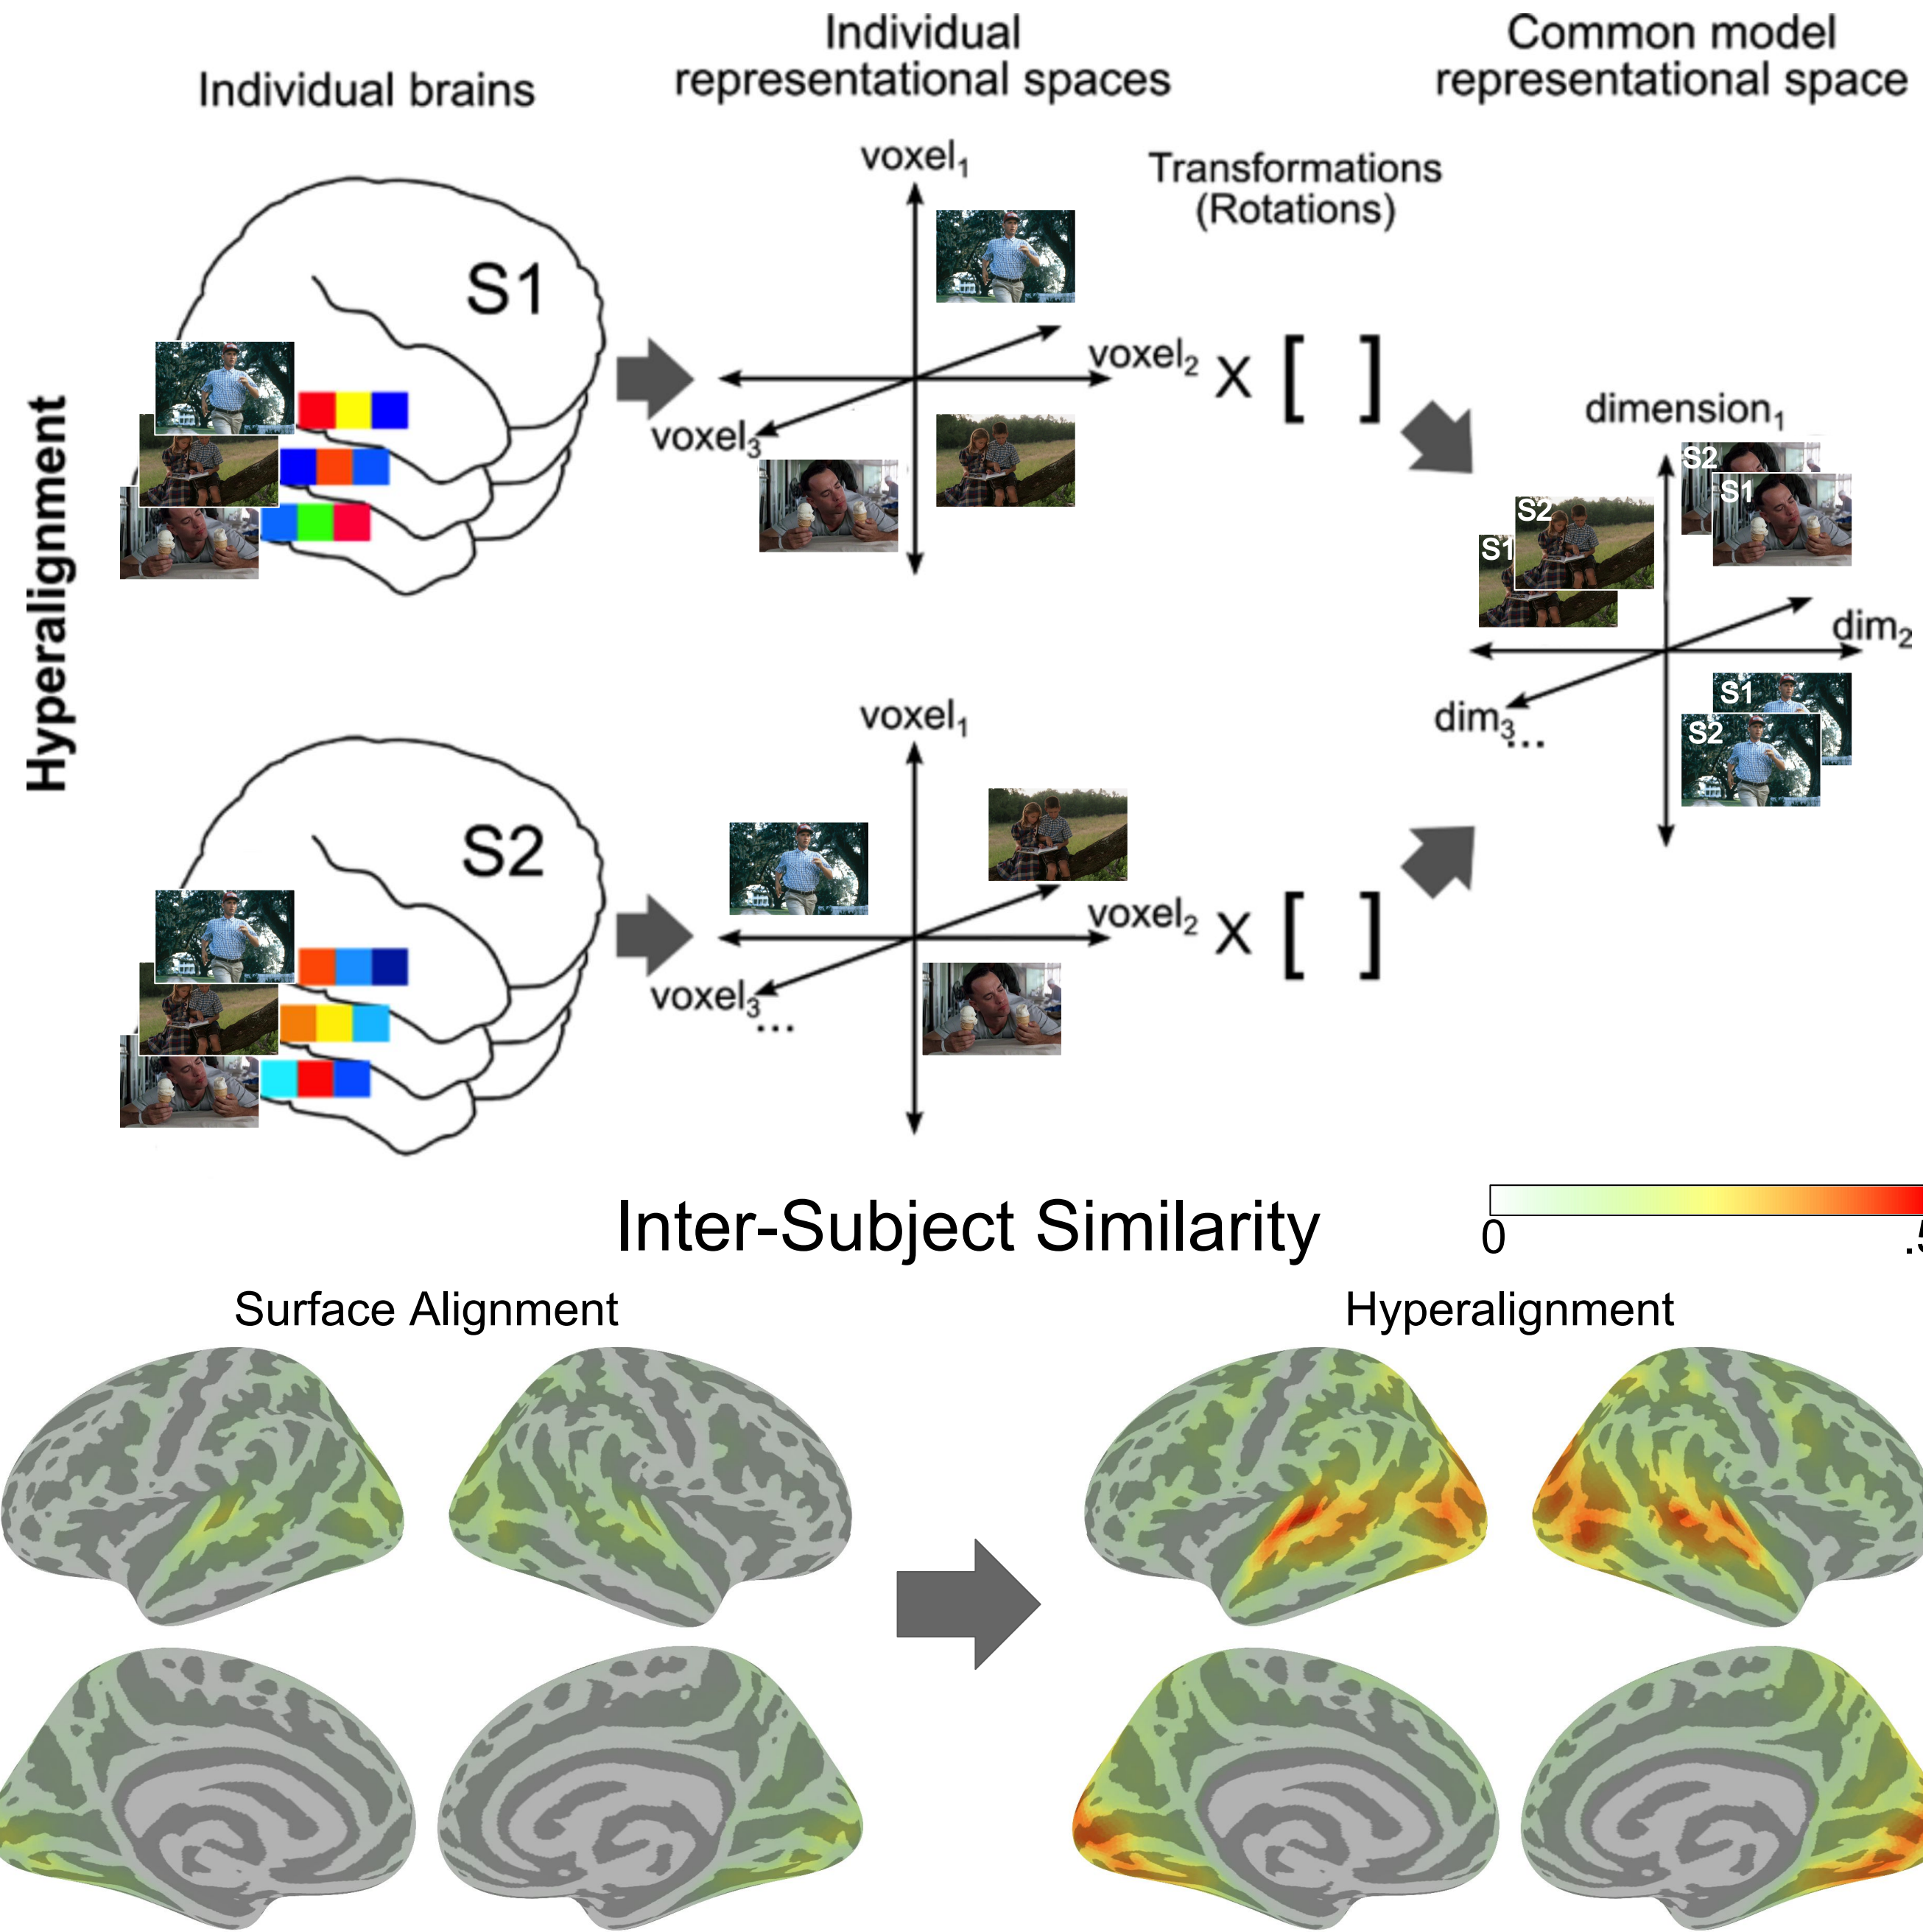 Individual brains
Individual
representational spaces
Common model
representational space
Hyperalignment
S1
voxel₁
voxel₂
voxel₃
Transformations
(Rotations)
X [ ]
S2
voxel₁
voxel₂
voxel₃
...
X [ ]
dimension₁
dim₂
dim₃
...
S2
S1
S2
S1
S1
S2
Inter-Subject Similarity
0
.5
Surface Alignment
Hyperalignment